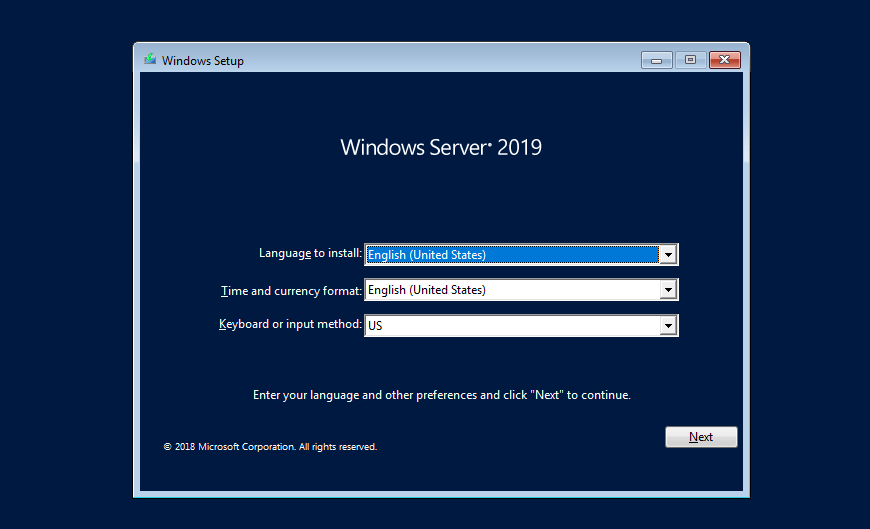 Windows Setup
Windows Server 2019
Language to install: English (United States)
Time and currency format: English (United States)
Keyboard or input method: US
Enter your language and other preferences and click "Next" to continue.
Next
© 2018 Microsoft Corporation. All rights reserved.